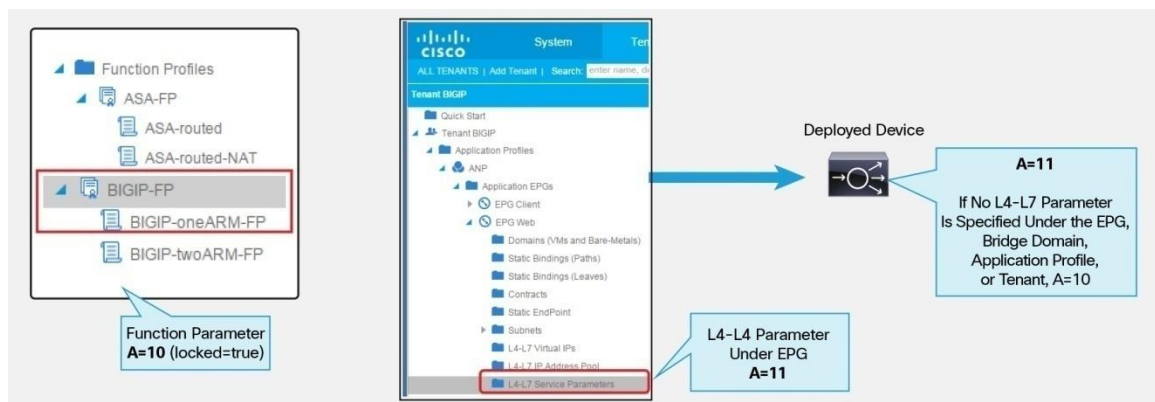 Function Profiles
ASA-FP
ASA-routed
ASA-routed-NAT
BIGIP-FP
BIGIP-oneARM-FP
BIGIP-twoARM-FP
Function Parameter
A=10 (locked=true)
CISCO
System
ALL TENANTS | Add Tenant | Search: enter name,
Tenant BIGIP
Quick Start
Tenant BIGIP
Application Profiles
ANP
Application EPGs
EPG Client
EPG Web
Domains (VMs and Bare-Metals)
Static Bindings (Paths)
Static Bindings (Leaves)
Contracts
Static EndPoint
Subnets
L4-L7 Virtual IPs
L4-L7 IP Address Pool
L4-L7 Service Parameters
L4-L4 Parameter
Under EPG
A=11
Deployed Device
A=11
If No L4-L7 Parameter
Is Specified Under the EPG,
Bridge Domain,
Application Profile,
or Tenant, A=10